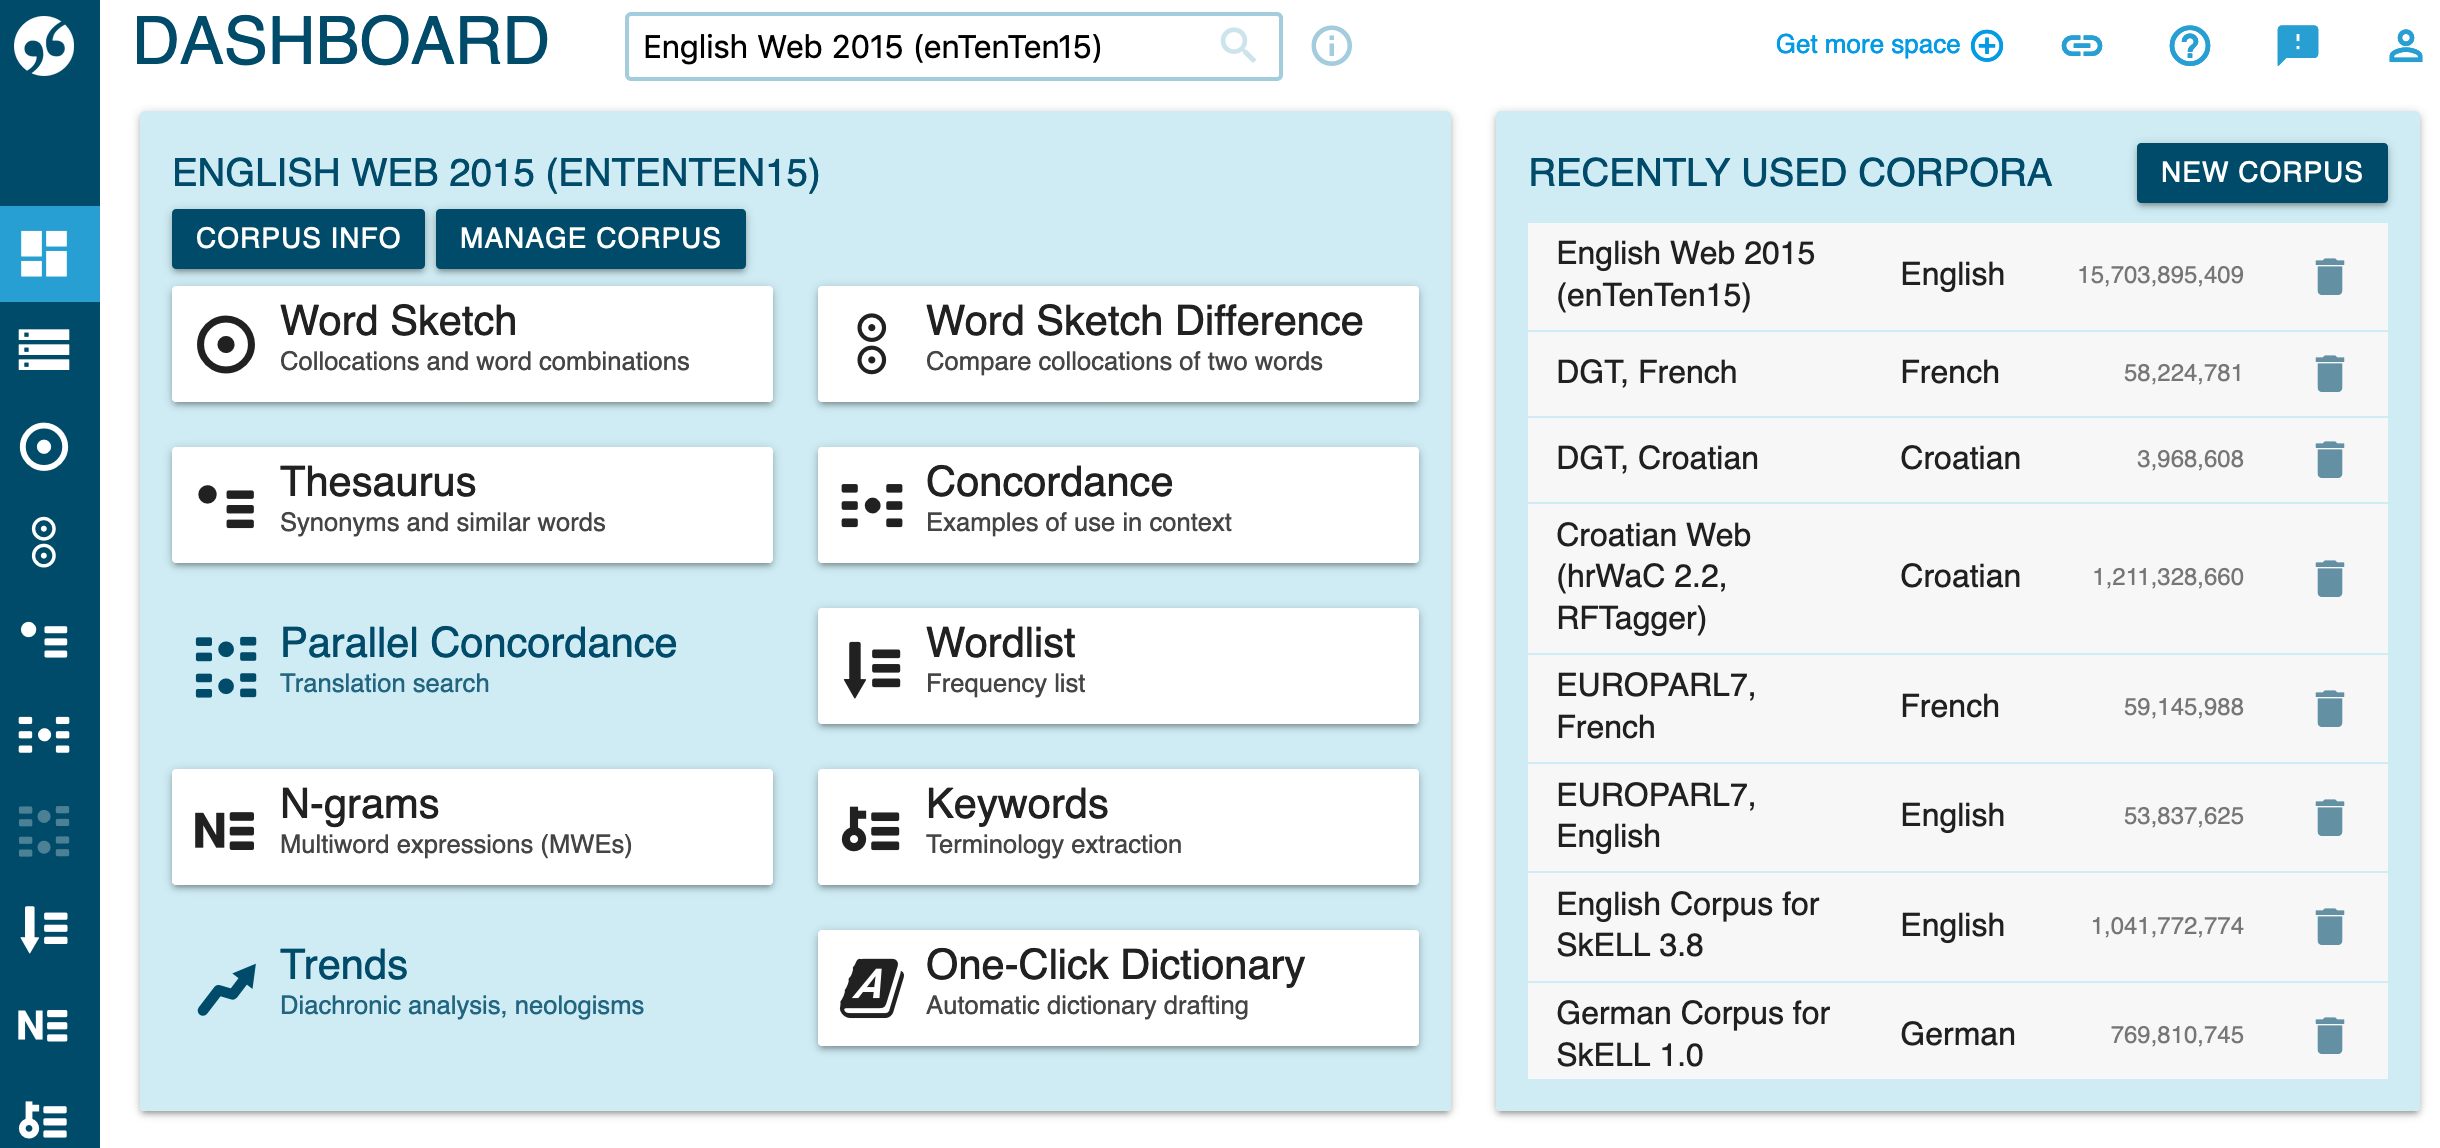 DASHBOARD
English Web 2015 (enTenTen15)
Get more space
ENGLISH WEB 2015 (ENTENTEN15)
CORPUS INFO
MANAGE CORPUS
Word Sketch
Collocations and word combinations
Word Sketch Difference
Compare collocations of two words
Thesaurus
Synonyms and similar words
Concordance
Examples of use in context
Parallel Concordance
Translation search
Wordlist
Frequency list
N-grams
Multiword expressions (MWEs)
Keywords
Terminology extraction
Trends
Diachronic analysis, neologisms
One-Click Dictionary
Automatic dictionary drafting
RECENTLY USED CORPORA
NEW CORPUS
English Web 2015
(enTenTen15)
English
15,703,895,409
DGT, French
French
58,224,781
DGT, Croatian
Croatian
3,968,608
Croatian Web
(hrWaC 2.2,
RFTagger)
Croatian
1,211,328,660
EUROPARL7,
French
French
59,145,988
EUROPARL7,
English
English
53,837,625
English Corpus for
SkELL 3.8
English
1,041,772,774
German Corpus for
SkELL 1.0
German
769,810,745